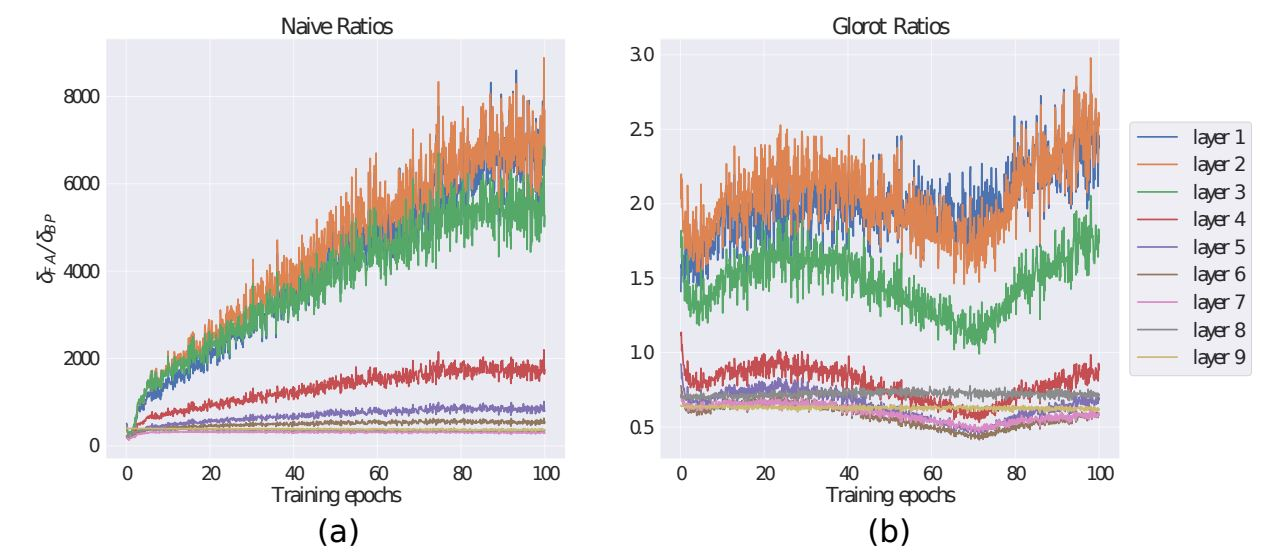 Naive Ratios
δFA/δBP
8000
6000
4000
2000
0
0 20 40 60 80 100
Training epochs
(a)
Glorot Ratios
3.0
2.5
2.0
1.5
1.0
0.5
0 20 40 60 80 100
Training epochs
(b)
layer 1
layer 2
layer 3
layer 4
layer 5
layer 6
layer 7
layer 8
layer 9